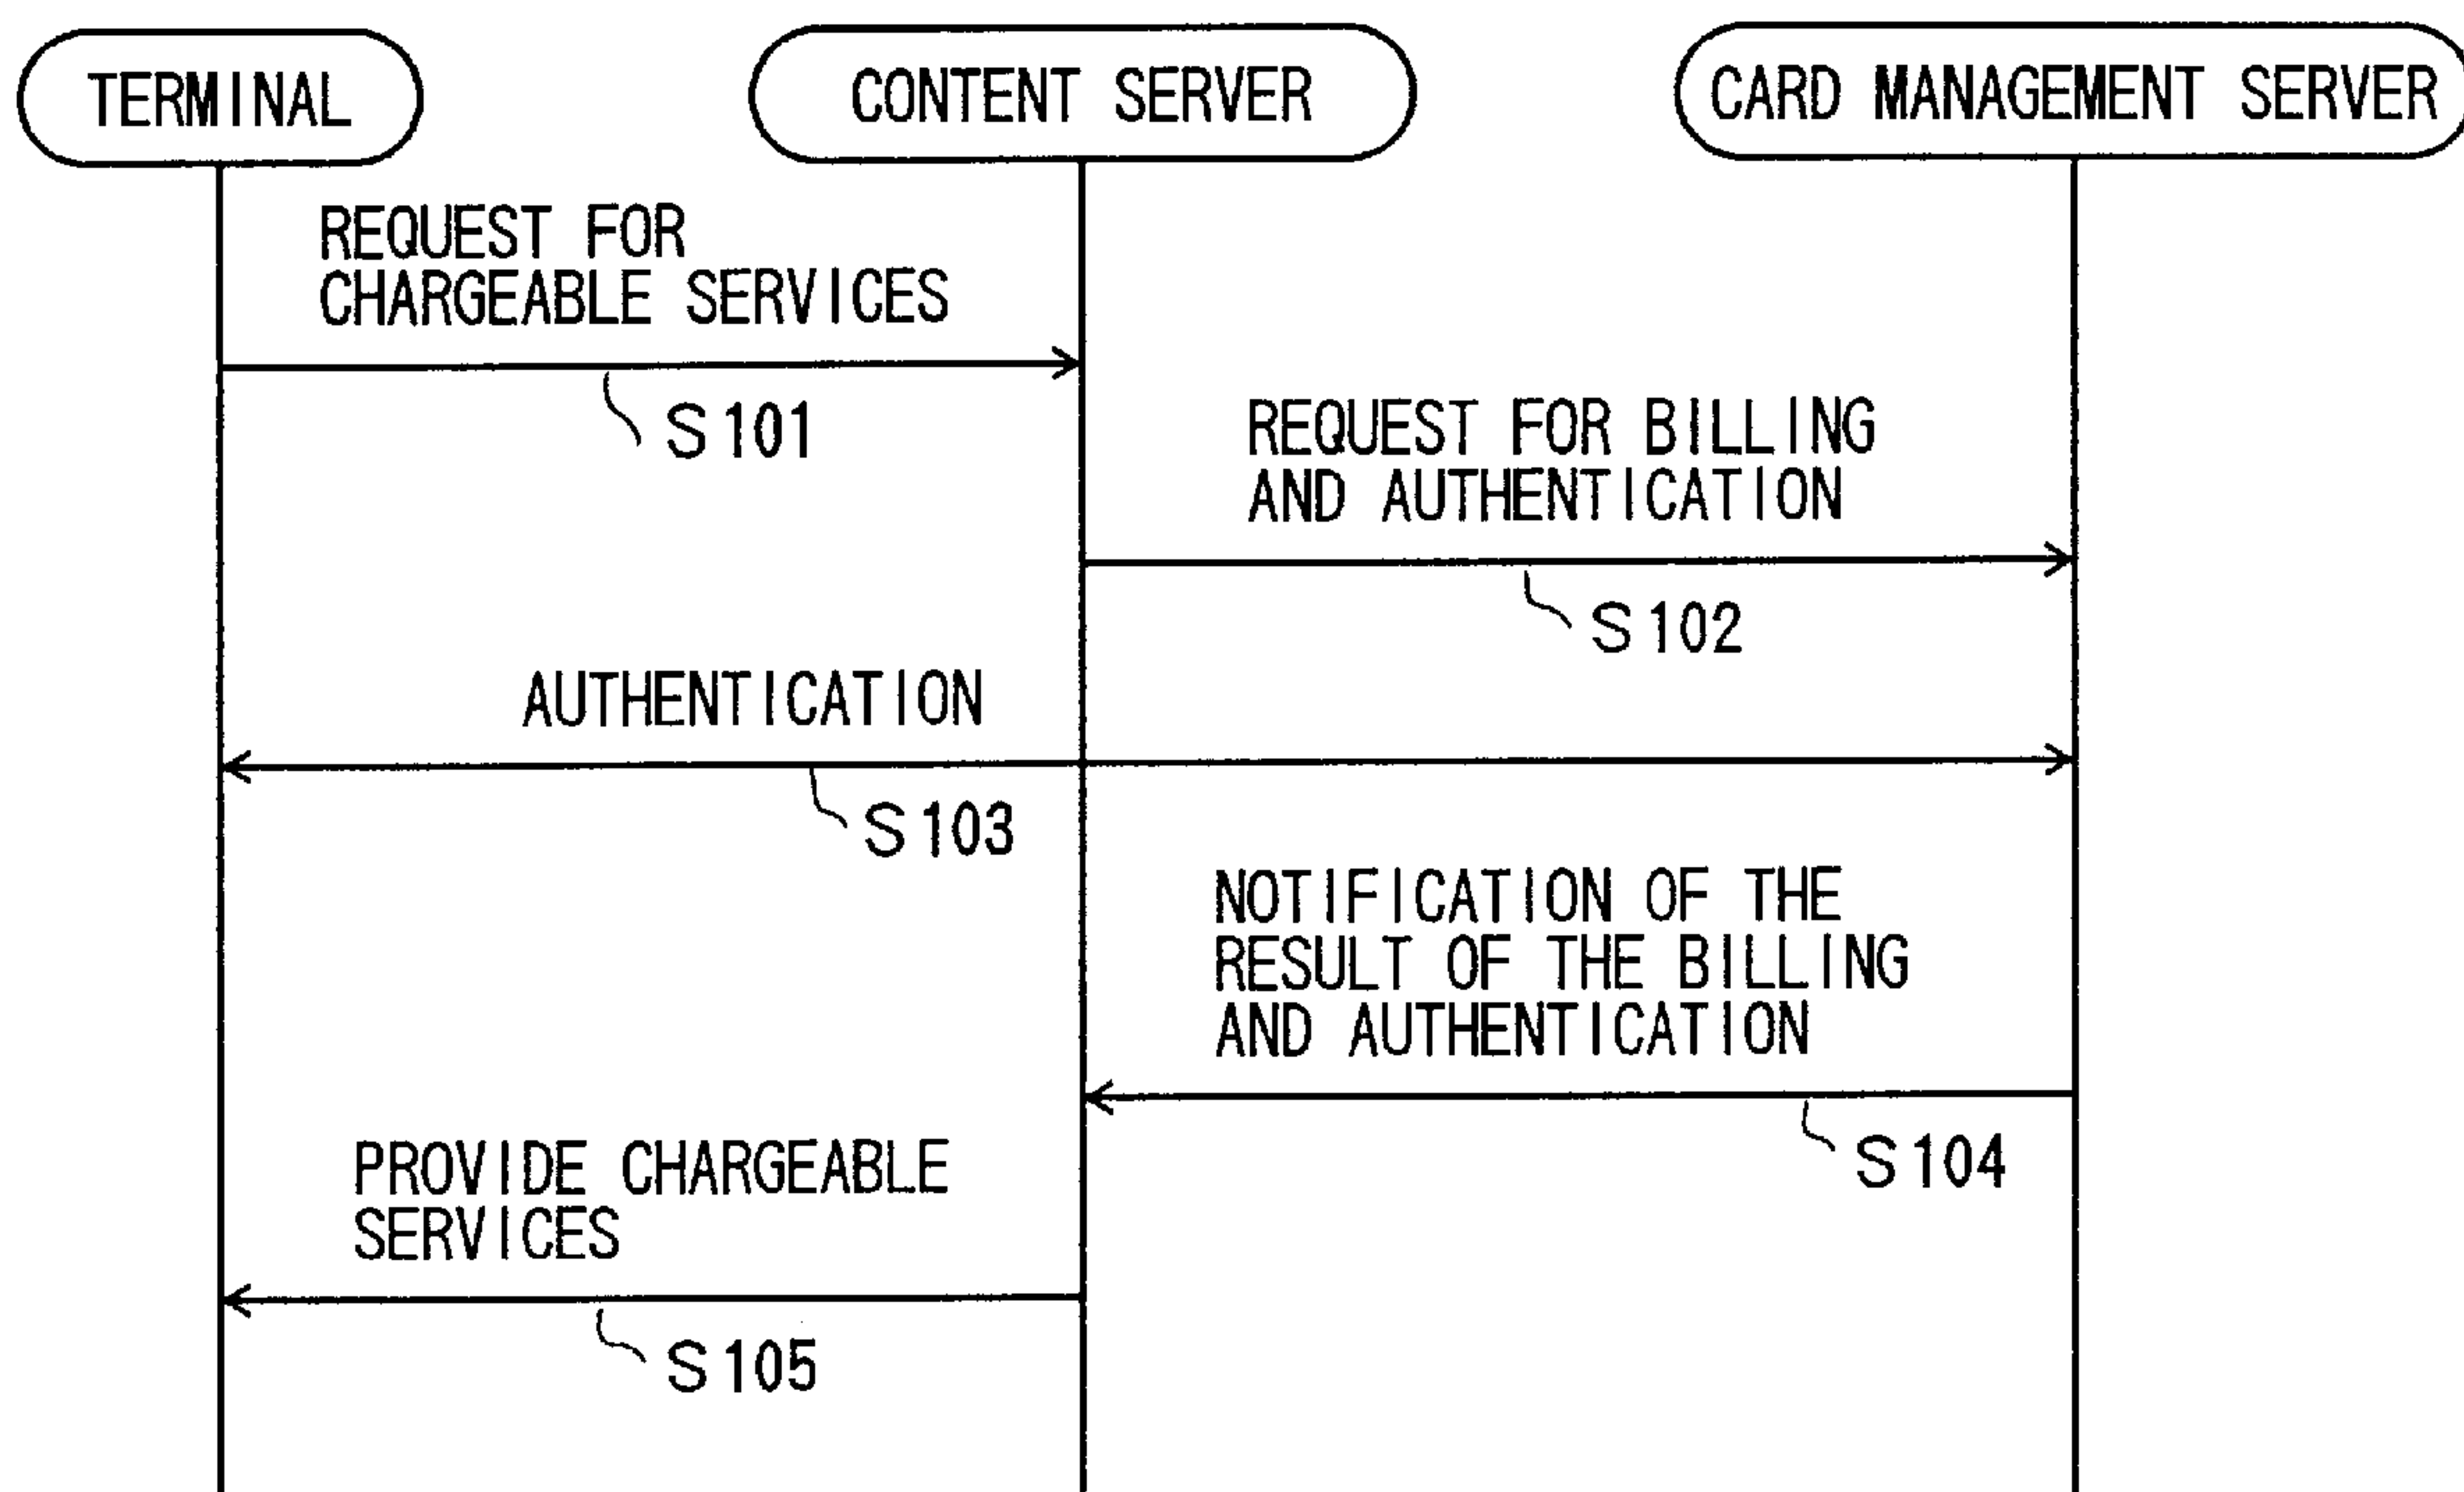 TERMINAL
CONTENT SERVER
CARD MANAGEMENT SERVER
REQUEST FOR
CHARGEABLE SERVICES
S101
REQUEST FOR BILLING
AND AUTHENTICATION
S102
AUTHENTICATION
S103
NOTIFICATION OF THE
RESULT OF THE BILLING
AND AUTHENTICATION
S104
PROVIDE CHARGEABLE
SERVICES
S105